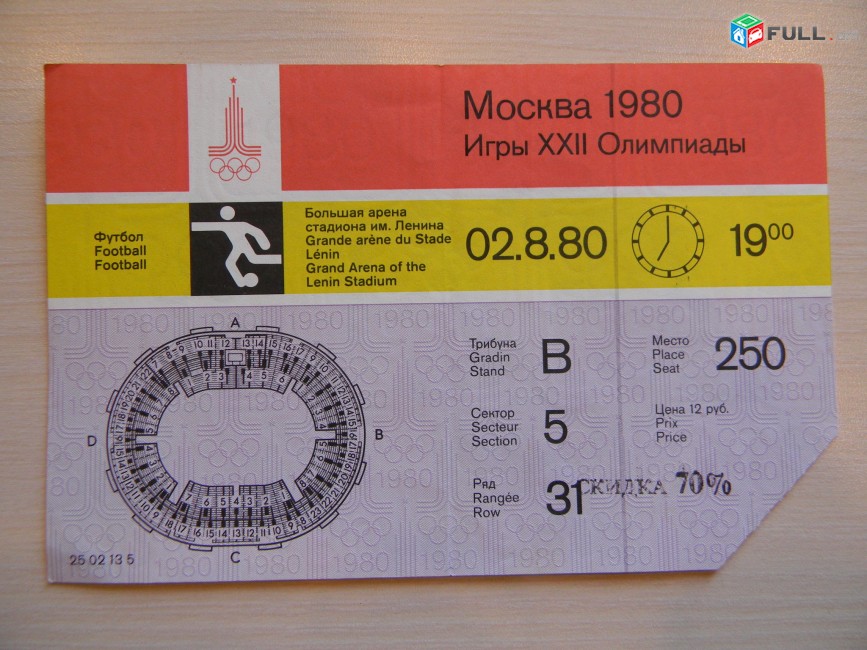 FULL
Москва 1980
Игры XXII Олимпиады
Футбол
Football
Football
Большая арена
стадиона им. Ленина
Grande arène du Stade
Lénin
Grand Arena of the
Lenin Stadium
02.8.80
19⁰⁰
A
B
C
D
Трибуна
Gradin
Stand
B
Место
Place
Seat
250
Сектор
Secteur
Section
5
Цена 12 руб.
Prix
Price
Ряд
Rangée
Row
31
СКИДКА 70%
25 02 13 5
1980